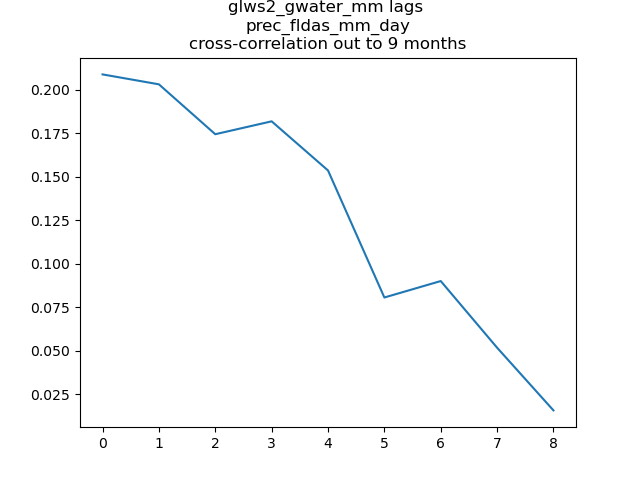 glws2_gwater_mm lags
prec_fldas_mm_day
cross-correlation out to 9 months
0.200
0.175
0.150
0.125
0.100
0.075
0.050
0.025
0 1 2 3 4 5 6 7 8